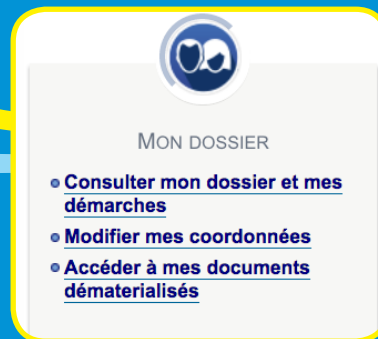 MON DOSSIER
Consulter mon dossier et mes
démarches
Modifier mes coordonnées
Accéder à mes documents
dématerialisés